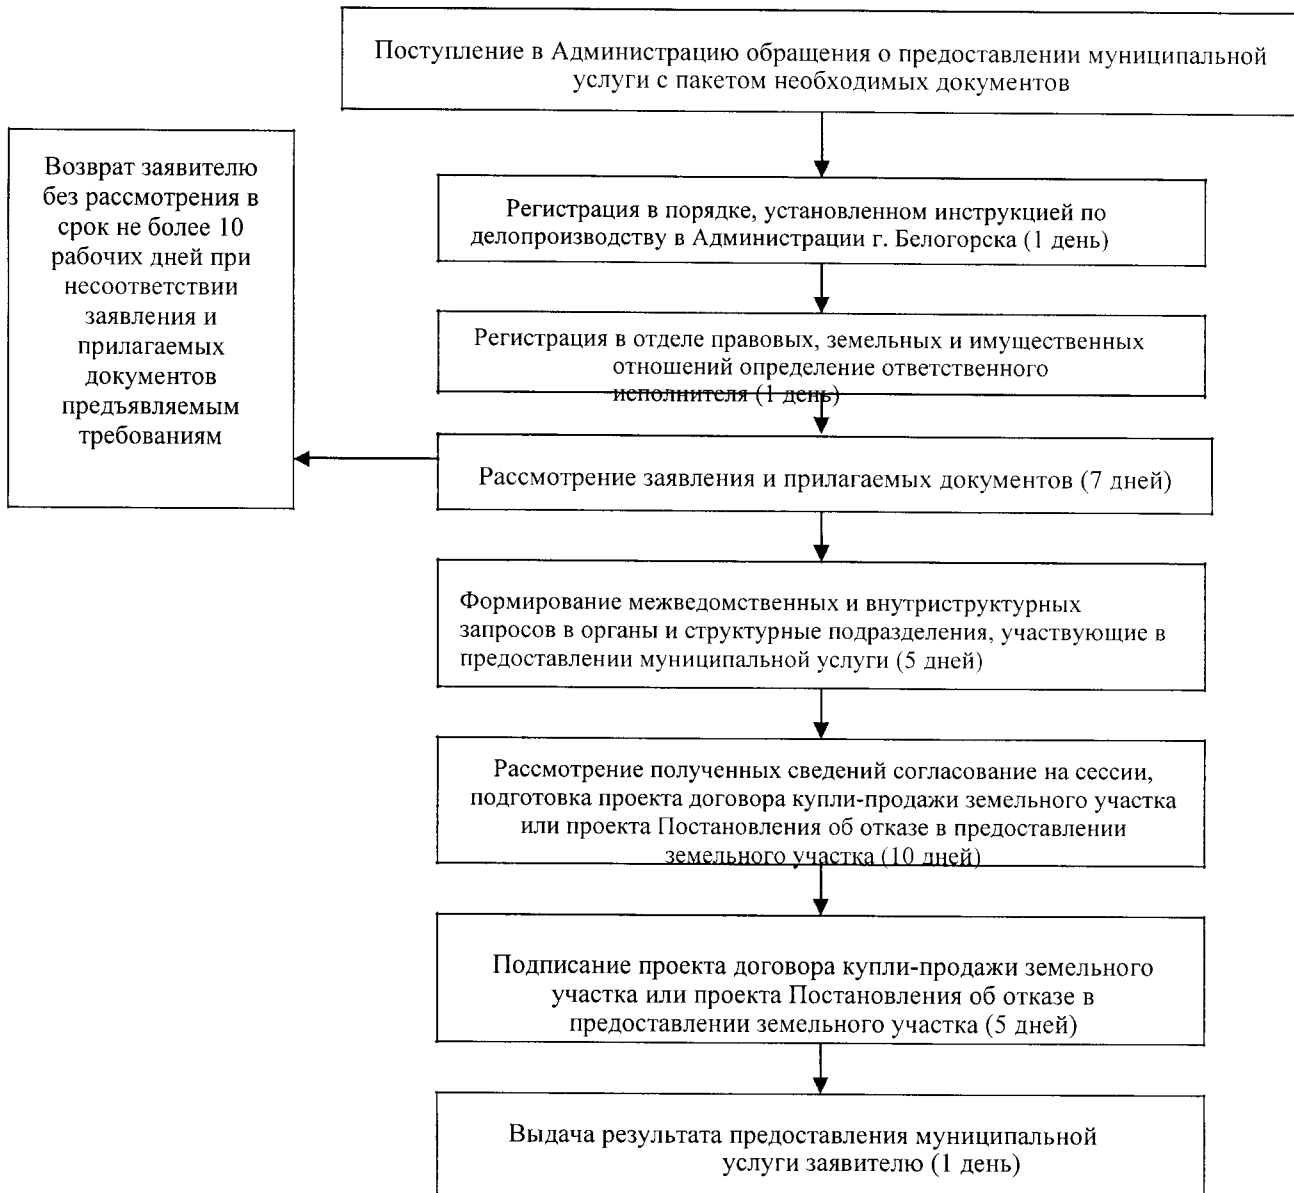 Поступление в Администрацию обращения о предоставлении муниципальной
услуги с пакетом необходимых документов
Возврат заявителю
без рассмотрения в
срок не более 10
рабочих дней при
несоответствии
заявления и
прилагаемых
документов
предъявляемым
требованиям
Регистрация в порядке, установленном инструкцией по
делопроизводству в Администрации г. Белогорска (1 день)
Регистрация в отделе правовых, земельных и имущественных
отношений определение ответственного
исполнителя (1 день)
Рассмотрение заявления и прилагаемых документов (7 дней)
Формирование межведомственных и внутриструктурных
запросов в органы и структурные подразделения, участвующие в
предоставлении муниципальной услуги (5 дней)
Рассмотрение полученных сведений согласование на сессии,
подготовка проекта договора купли-продажи земельного участка
или проекта Постановления об отказе в предоставлении
земельного участка (10 дней)
Подписание проекта договора купли-продажи земельного
участка или проекта Постановления об отказе в
предоставлении земельного участка (5 дней)
Выдача результата предоставления муниципальной
услуги заявителю (1 день)